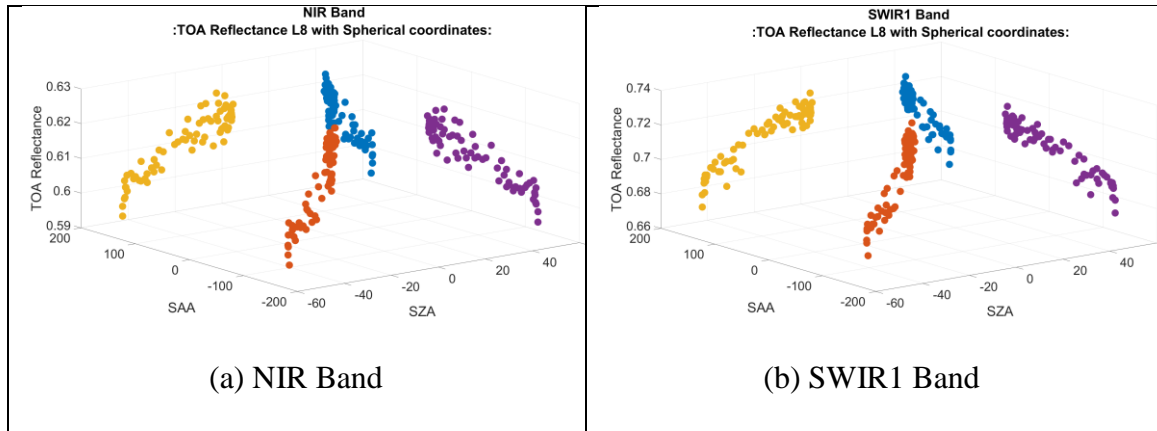 NIR Band
:TOA Reflectance L8 with Spherical coordinates:
TOA Reflectance
0.63
0.62
0.61
0.6
0.59
200
100
0
-100
-200
SAA
-60
-40
-20
0
20
40
SZA
(a) NIR Band
SWIR1 Band
:TOA Reflectance L8 with Spherical coordinates:
TOA Reflectance
0.74
0.72
0.7
0.68
0.66
200
100
0
-100
-200
SAA
-60
-40
-20
0
20
40
SZA
(b) SWIR1 Band